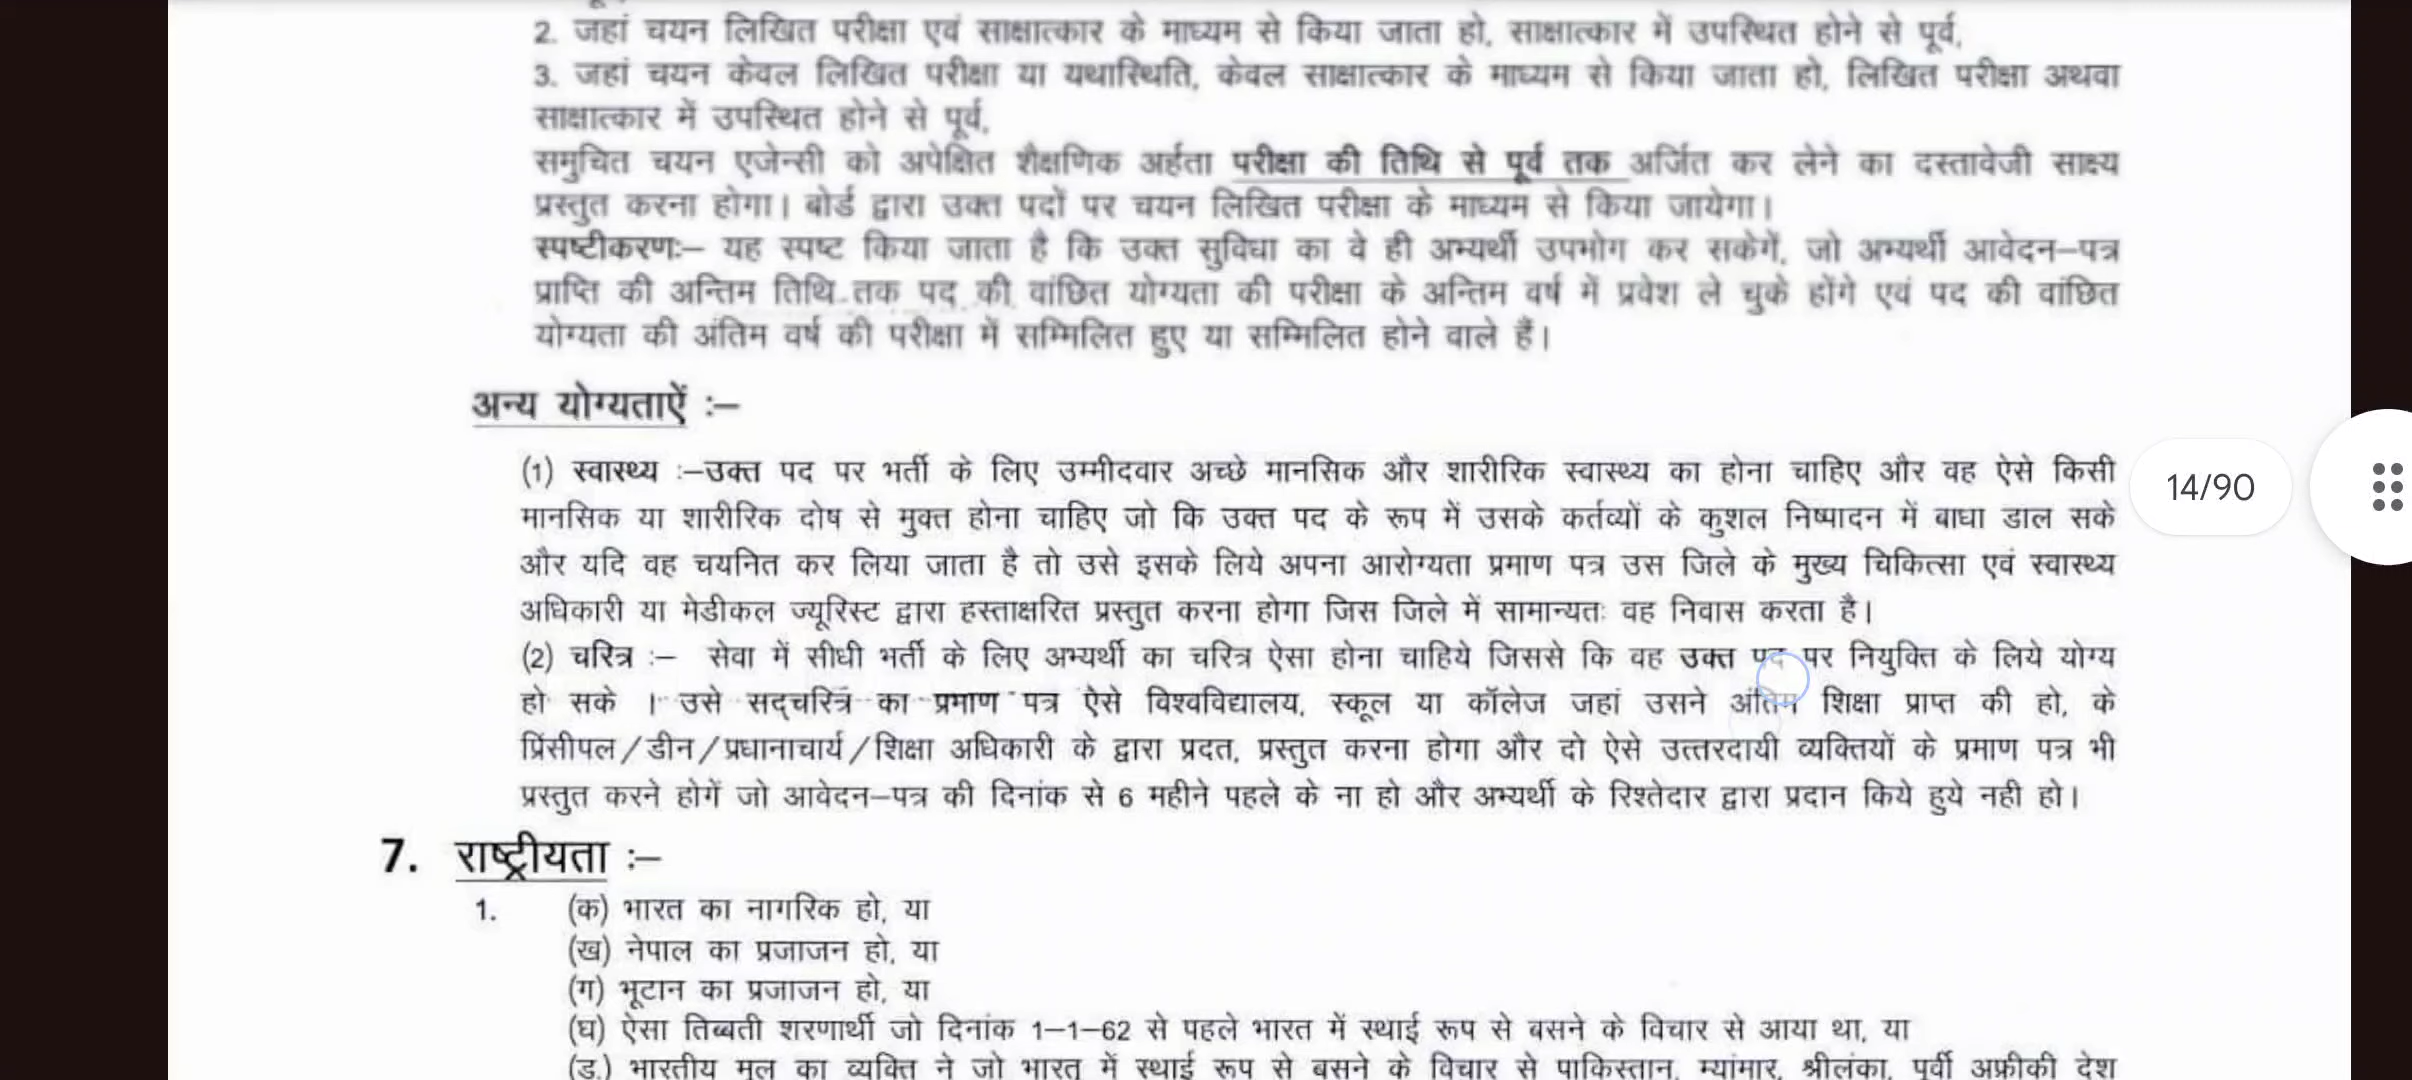 2. जहां चयन लिखित परीक्षा एवं साक्षात्कार के माध्यम से किया जाता हो, साक्षात्कार में उपस्थित होने से पूर्व,
3. जहां चयन केवल लिखित परीक्षा या यथास्थिति, केवल साक्षात्कार के माध्यम से किया जाता हो, लिखित परीक्षा अथवा
साक्षात्कार में उपस्थित होने से पूर्व,
समुचित चयन एजेन्सी को अपेक्षित शैक्षणिक अर्हता परीक्षा की तिथि से पूर्व तक अर्जित कर लेने का दस्तावेजी साक्ष्य
प्रस्तुत करना होगा। बोर्ड द्वारा उक्त पदों पर चयन लिखित परीक्षा के माध्यम से किया जायेगा।
स्पष्टीकरणः– यह स्पष्ट किया जाता है कि उक्त सुविधा का वे ही अभ्यर्थी उपभोग कर सकेगें, जो अभ्यर्थी आवेदन–पत्र
प्राप्ति की अन्तिम तिथि तक पद की वांछित योग्यता की परीक्षा के अन्तिम वर्ष में प्रवेश ले चुके होंगे एवं पद की वांछित
योग्यता की अंतिम वर्ष की परीक्षा में सम्मिलित हुए या सम्मिलित होने वाले हैं।
अन्य योग्यताऐं :–
(1) स्वास्थ्य :–उक्त पद पर भर्ती के लिए उम्मीदवार अच्छे मानसिक और शारीरिक स्वास्थ्य का होना चाहिए और वह ऐसे किसी
14/90
मानसिक या शारीरिक दोष से मुक्त होना चाहिए जो कि उक्त पद के रूप में उसके कर्तव्यों के कुशल निष्पादन में बाधा डाल सके
और यदि वह चयनित कर लिया जाता है तो उसे इसके लिये अपना आरोग्यता प्रमाण पत्र उस जिले के मुख्य चिकित्सा एवं स्वास्थ्य
अधिकारी या मेडीकल ज्यूरिस्ट द्वारा हस्ताक्षरित प्रस्तुत करना होगा जिस जिले में सामान्यतः वह निवास करता है।
(2) चरित्र :– सेवा में सीधी भर्ती के लिए अभ्यर्थी का चरित्र ऐसा होना चाहिये जिससे कि वह उक्त पद पर नियुक्ति के लिये योग्य
हो सके । उसे सद्चरित्र का प्रमाण पत्र ऐसे विश्वविद्यालय, स्कूल या कॉलेज जहां उसने अंतिम शिक्षा प्राप्त की हो, के
प्रिंसीपल/डीन/प्रधानाचार्य/शिक्षा अधिकारी के द्वारा प्रदत, प्रस्तुत करना होगा और दो ऐसे उत्तरदायी व्यक्तियों के प्रमाण पत्र भी
प्रस्तुत करने होगें जो आवेदन–पत्र की दिनांक से 6 महीने पहले के ना हो और अभ्यर्थी के रिश्तेदार द्वारा प्रदान किये हुये नही हो।
7. राष्ट्रीयता :–
1. (क) भारत का नागरिक हो, या
(ख) नेपाल का प्रजाजन हो, या
(ग) भूटान का प्रजाजन हो, या
(घ) ऐसा तिब्बती शरणार्थी जो दिनांक 1–1–62 से पहले भारत में स्थाई रूप से बसने के विचार से आया था, या
(ड.) भारतीय मूल का व्यक्ति ने जो भारत में स्थाई रूप से बसने के विचार से पाकिस्तान, म्यांमार, श्रीलंका, पूर्वी अफ्रीकी देश